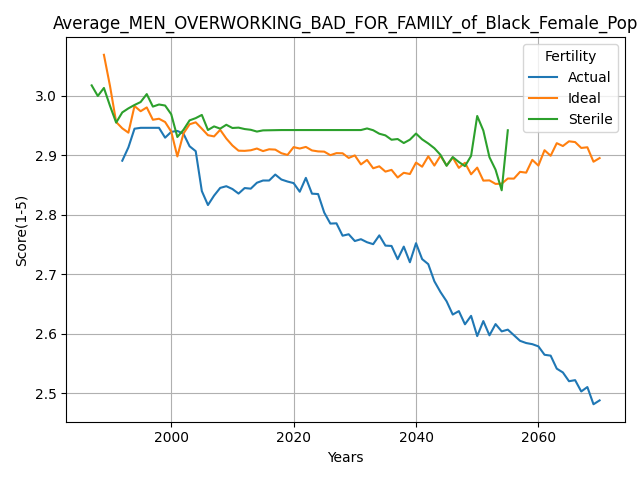 Average_MEN_OVERWORKING_BAD_FOR_FAMILY_of_Black_Female_Pop
Fertility
Actual
Ideal
Sterile
Score(1-5)
3.0
2.9
2.8
2.7
2.6
2.5
2000 2020 2040 2060
Years